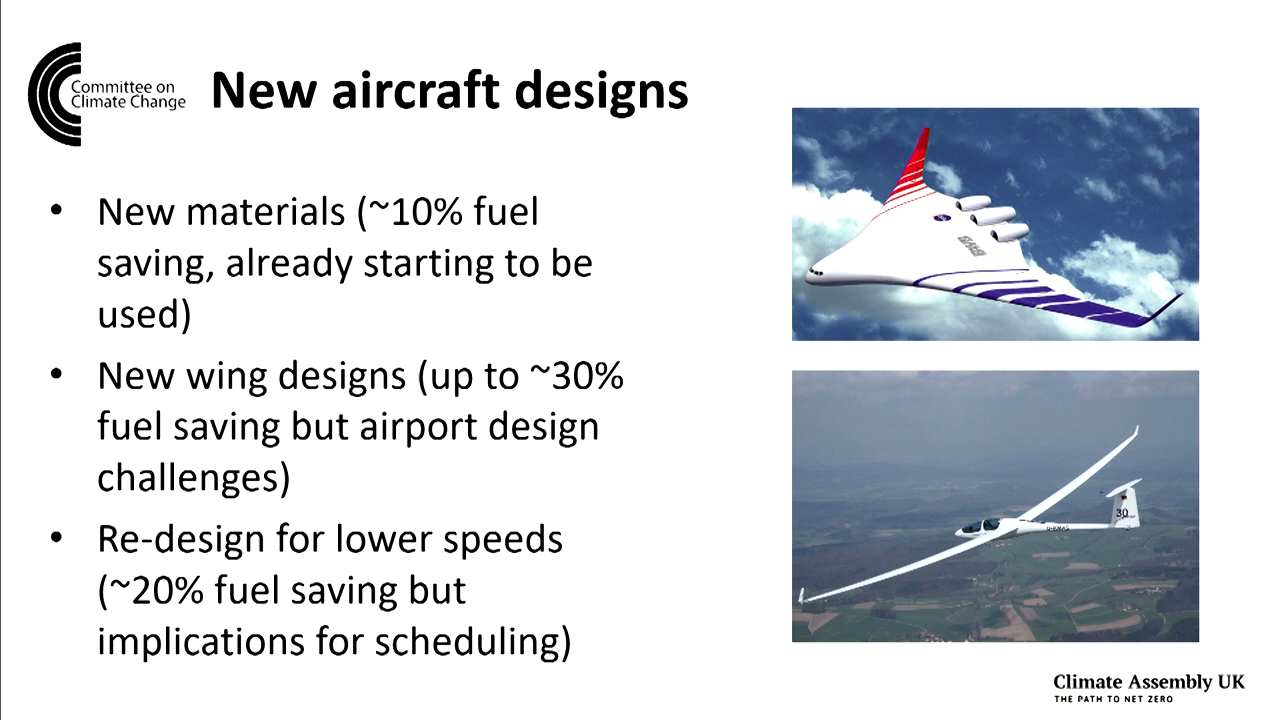 Committee on
Climate Change
New aircraft designs
• New materials (~10% fuel
saving, already starting to be
used)
• New wing designs (up to ~30%
fuel saving but airport design
challenges)
• Re-design for lower speeds
(~20% fuel saving but
implications for scheduling)
30
Climate Assembly UK
THE PATH TO NET ZERO